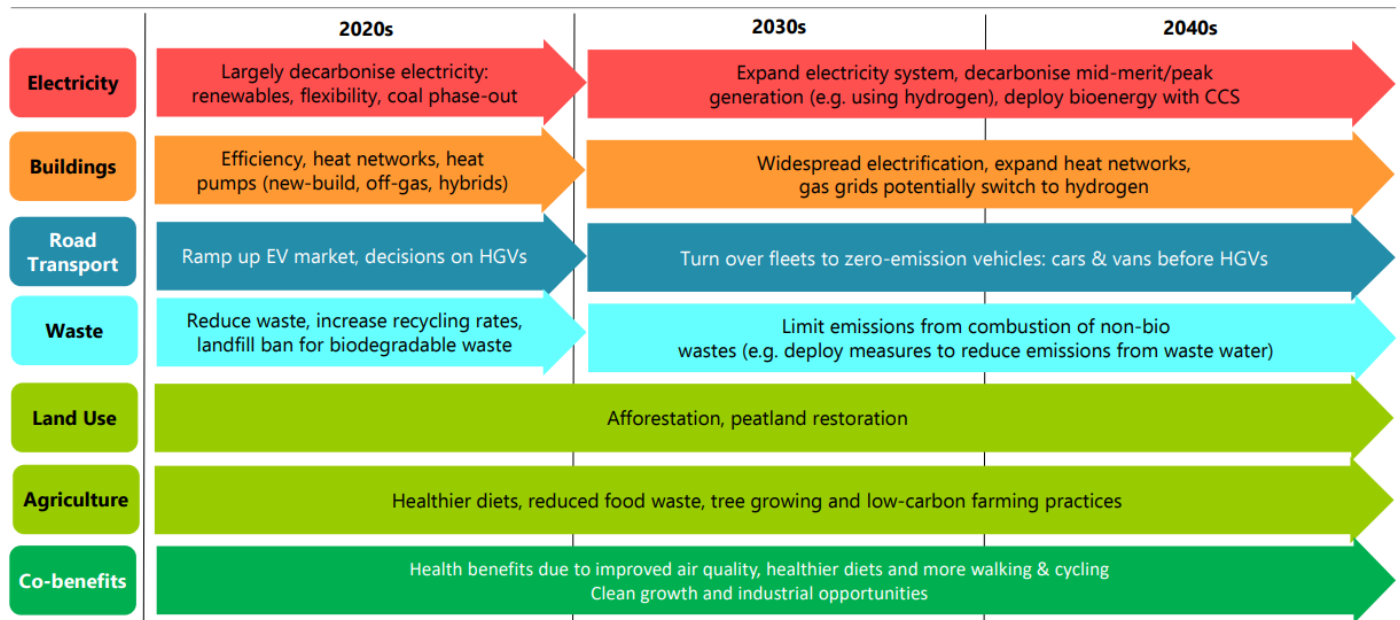 2020s
2030s
2040s
Electricity
Largely decarbonise electricity:
renewables, flexibility, coal phase-out
Expand electricity system, decarbonise mid-merit/peak
generation (e.g. using hydrogen), deploy bioenergy with CCS
Buildings
Efficiency, heat networks, heat
pumps (new-build, off-gas, hybrids)
Widespread electrification, expand heat networks,
gas grids potentially switch to hydrogen
Road
Transport
Ramp up EV market, decisions on HGVs
Turn over fleets to zero-emission vehicles: cars & vans before HGVs
Waste
Reduce waste, increase recycling rates,
landfill ban for biodegradable waste
Limit emissions from combustion of non-bio
wastes (e.g. deploy measures to reduce emissions from waste water)
Land Use
Afforestation, peatland restoration
Agriculture
Healthier diets, reduced food waste, tree growing and low-carbon farming practices
Co-benefits
Health benefits due to improved air quality, healthier diets and more walking & cycling
Clean growth and industrial opportunities